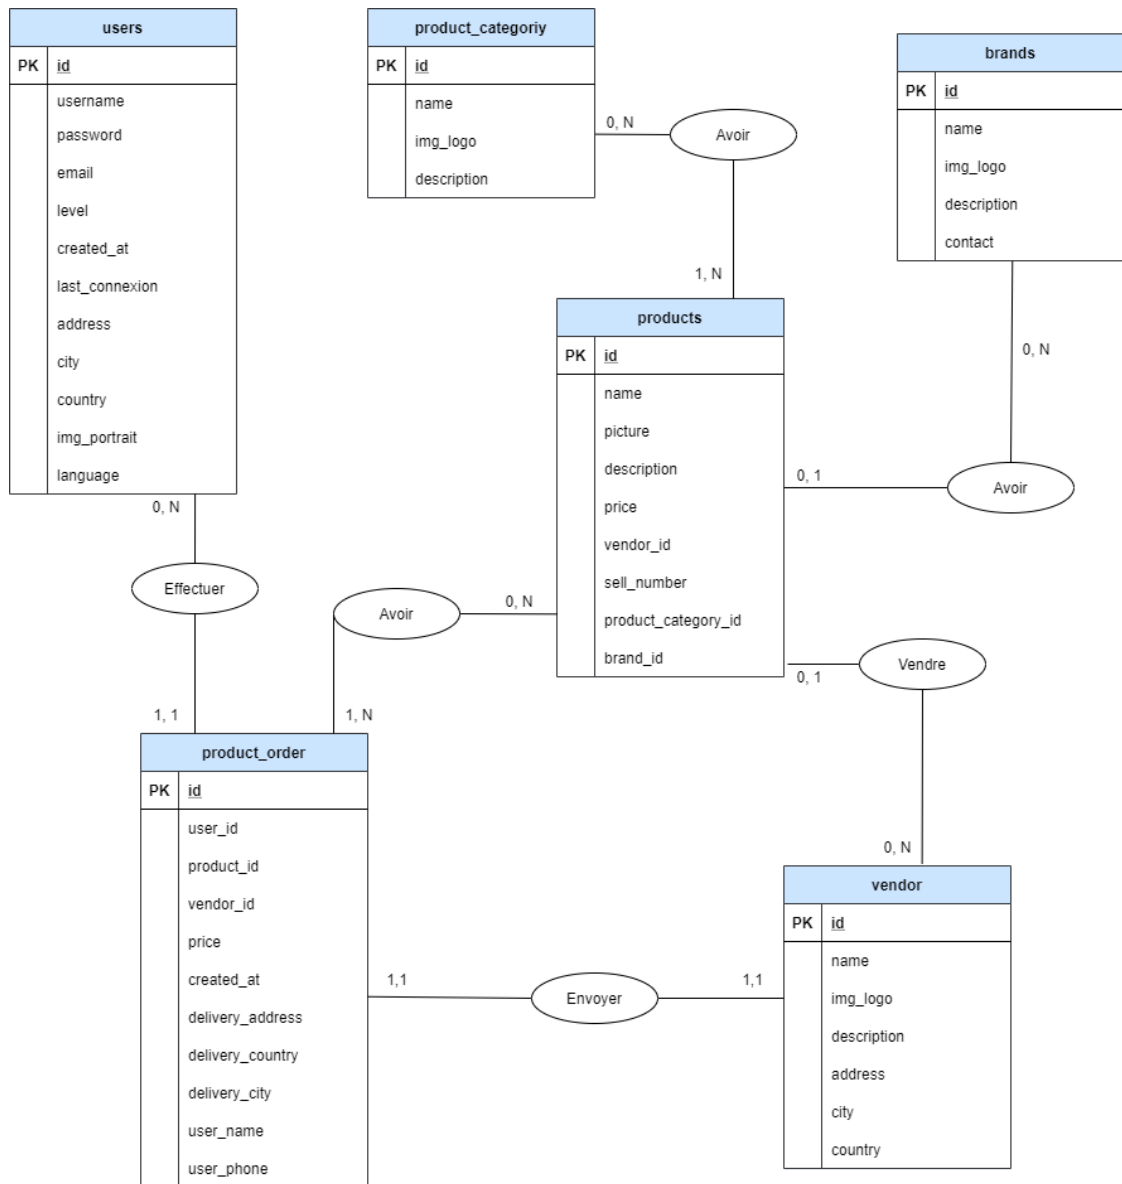 users
PK id
username
password
email
level
created_at
last_connexion
address
city
country
img_portrait
language
product_categoriy
PK id
name
img_logo
description
0, N
Avoir
1, N
brands
PK id
name
img_logo
description
contact
0, N
Avoir
0, 1
products
PK id
name
picture
description
price
vendor_id
sell_number
product_category_id
brand_id
0, N
Effectuer
1, 1
Avoir
0, N
1, N
0, 1
Vendre
0, N
product_order
PK id
user_id
product_id
vendor_id
price
created_at
delivery_address
delivery_country
delivery_city
user_name
user_phone
1,1
Envoyer
1,1
vendor
PK id
name
img_logo
description
address
city
country